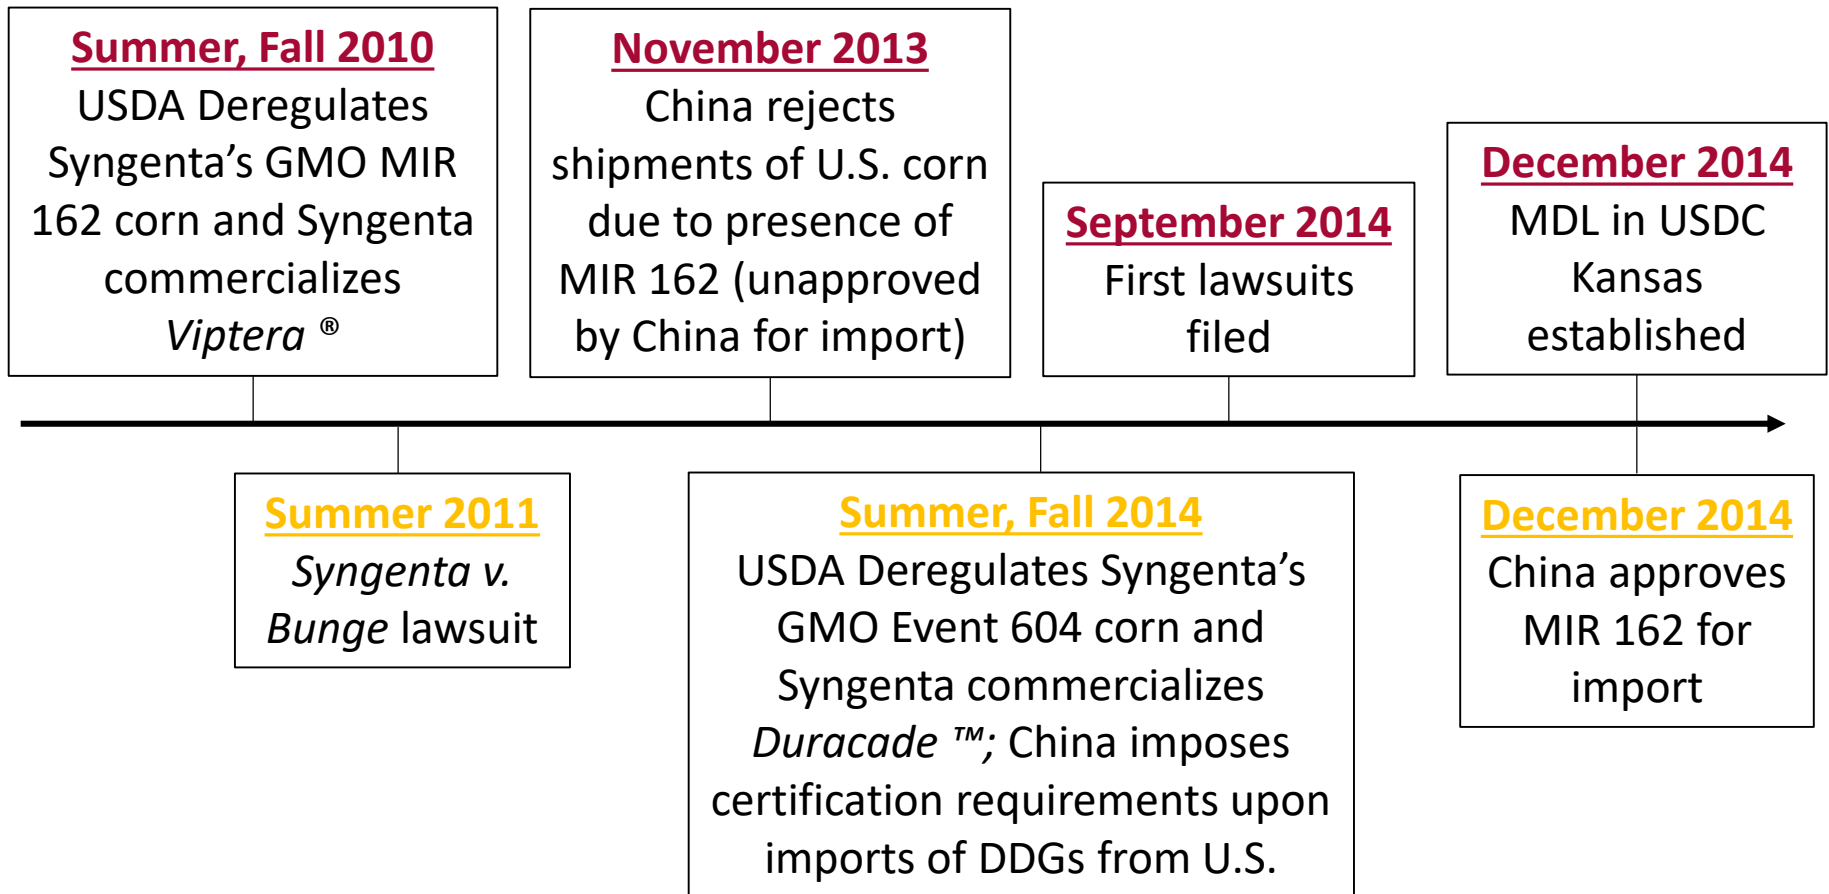 Summer, Fall 2010
USDA Deregulates
Syngenta’s GMO MIR
162 corn and Syngenta
commercializes
Viptera ®
November 2013
China rejects
shipments of U.S. corn
due to presence of
MIR 162 (unapproved
by China for import)
September 2014
First lawsuits
filed
December 2014
MDL in USDC
Kansas
established
Summer 2011
Syngenta v.
Bunge lawsuit
Summer, Fall 2014
USDA Deregulates Syngenta’s
GMO Event 604 corn and
Syngenta commercializes
Duracade ™; China imposes
certification requirements upon
imports of DDGs from U.S.
December 2014
China approves
MIR 162 for
import